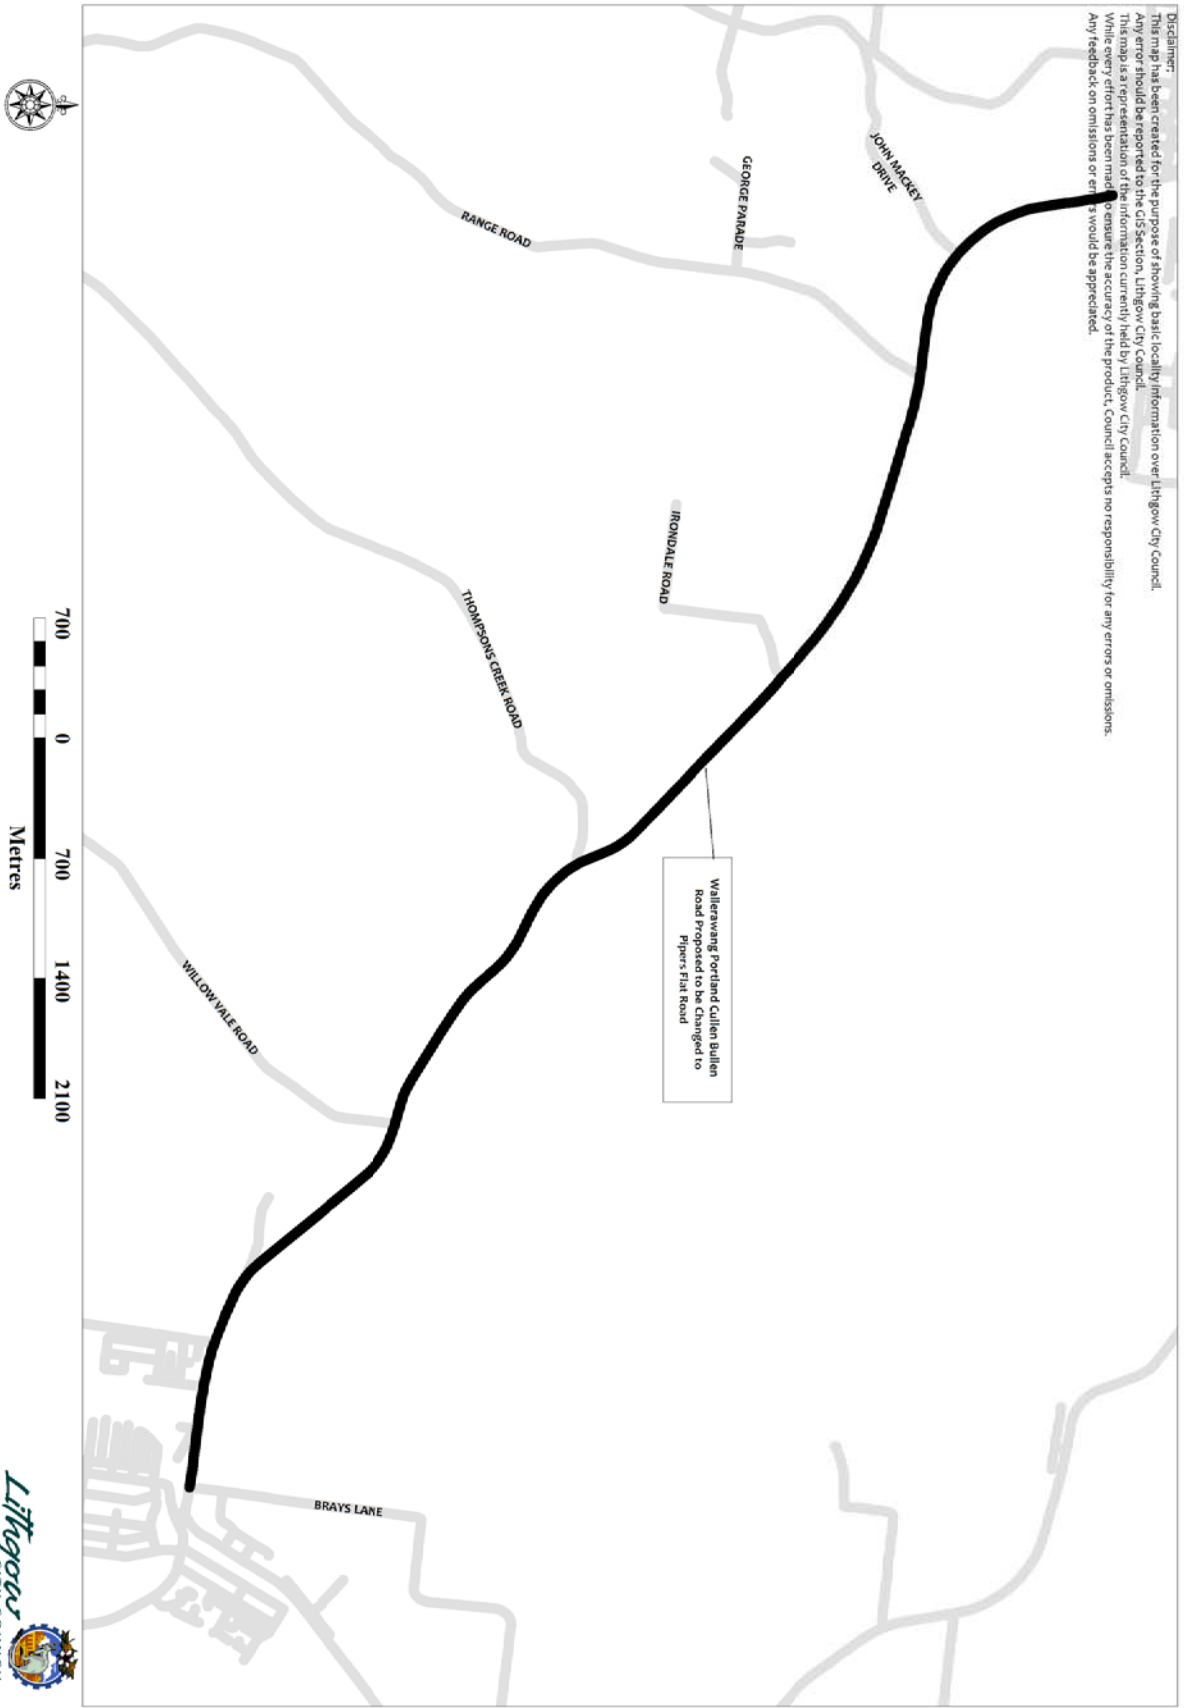 Disclaimer:
This map has been created for the purpose of showing basic locality information over Lithgow City Council.
Any error should be reported to the GIS Section, Lithgow City Council.
This map is a representation of the information currently held by Lithgow City Council.
While every effort has been made to ensure the accuracy of the product, Council accepts no responsibility for any errors or omissions.
Any feedback on omissions or errors would be appreciated.
JOHN MACKEY
DRIVE
GEORGE PARADE
RANGE ROAD
IRONDALE ROAD
THOMPSONS CREEK ROAD
Wallerawang Portland Cullen Bullen
Road Proposed to be Changed to
Pipers Flat Road
WILLOW VALE ROAD
BRAYS LANE
700 0 700 1400 2100
Metres
Lithgow